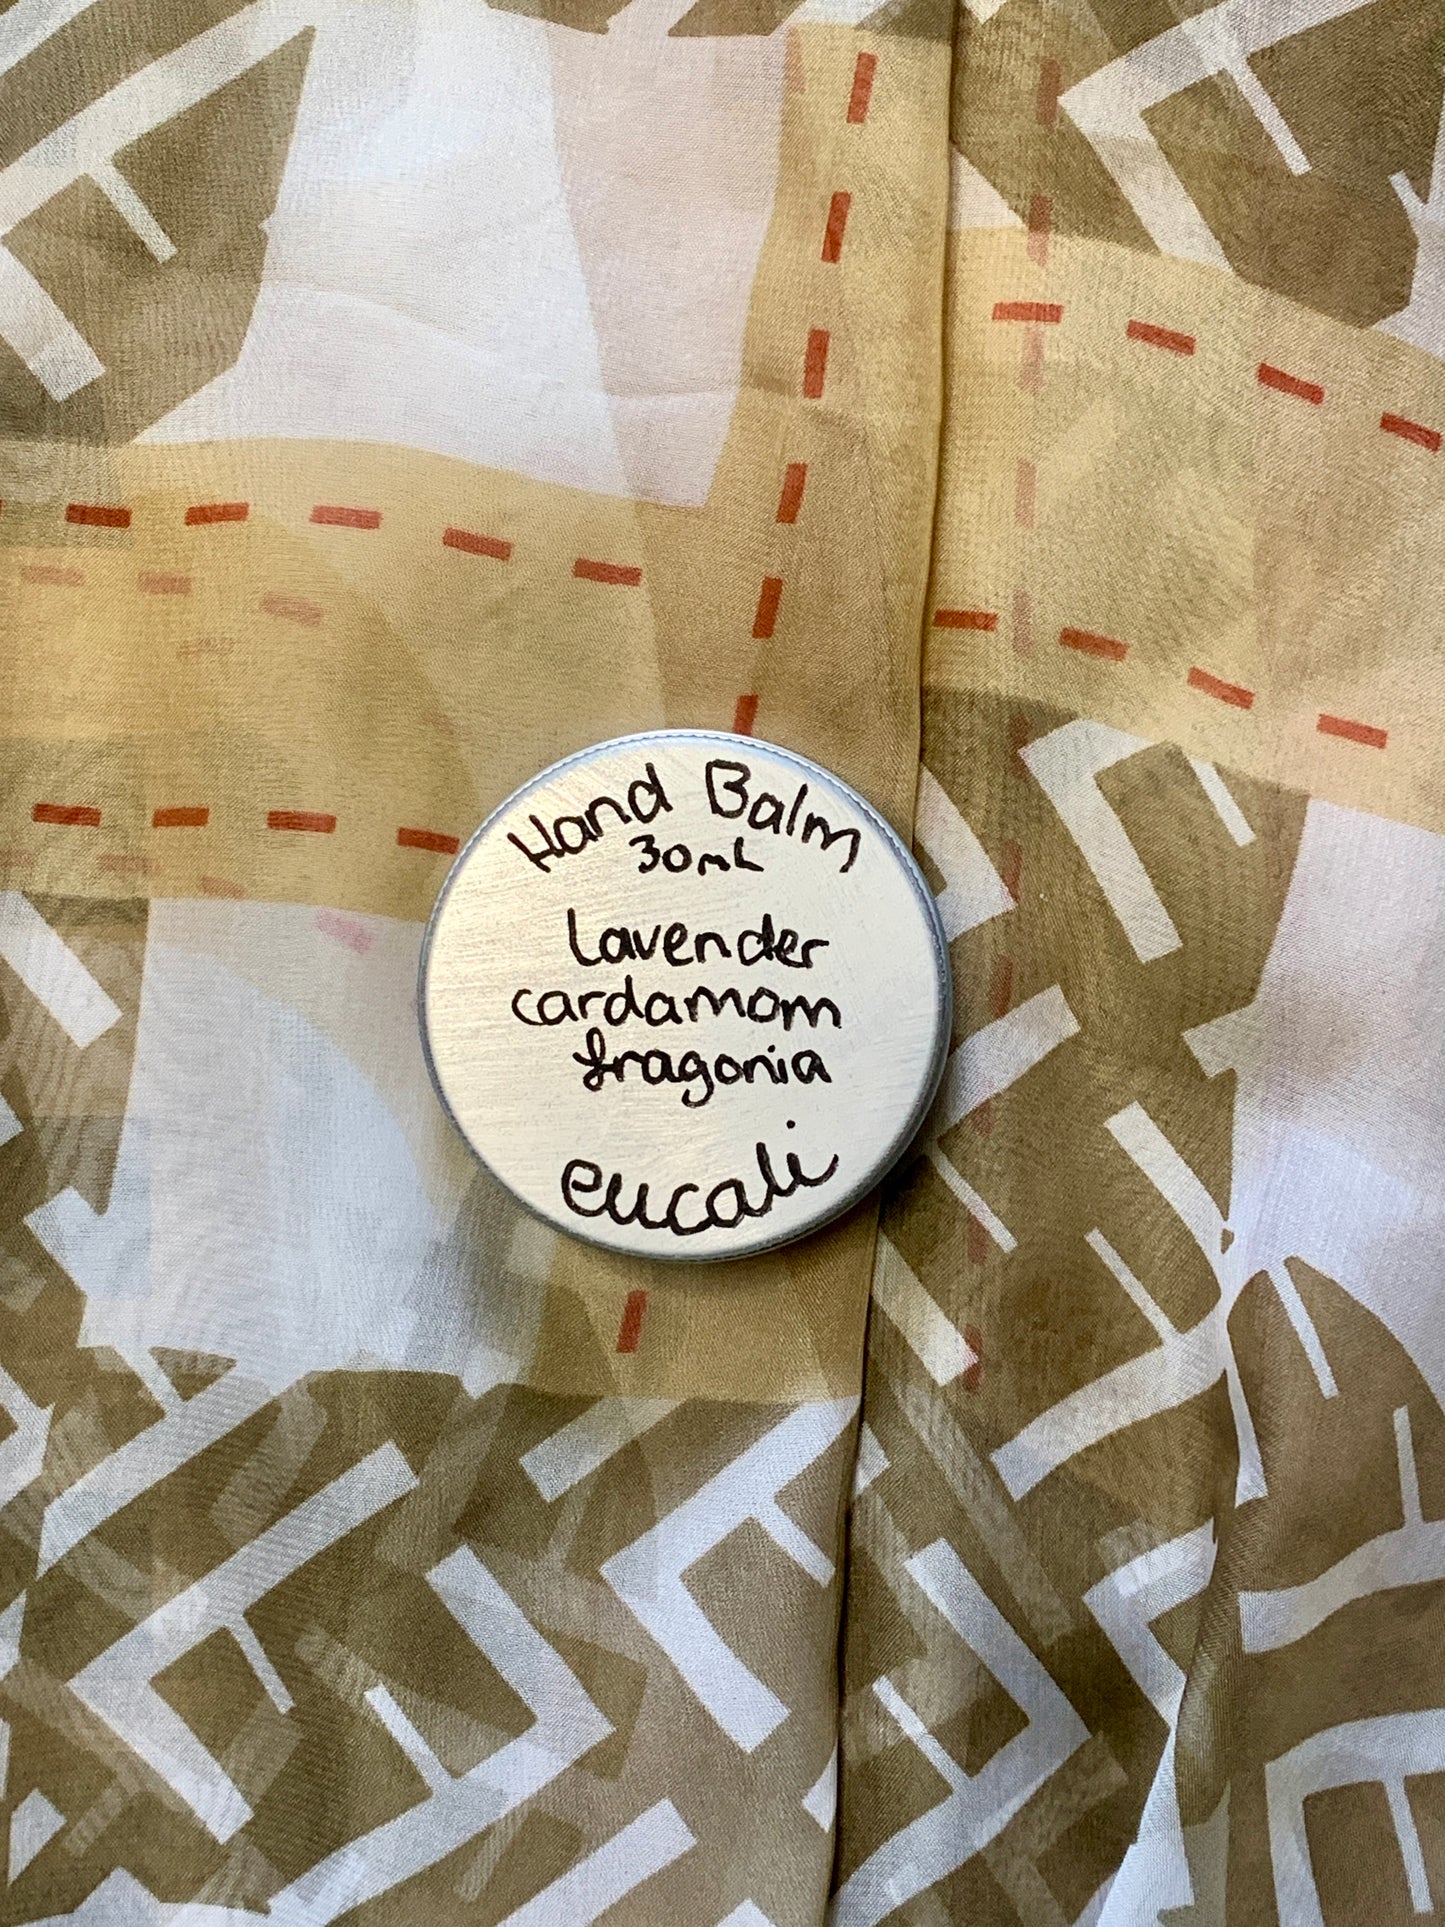 Hand Balm
30mL
lavender
cardamom
fragonia
eucali